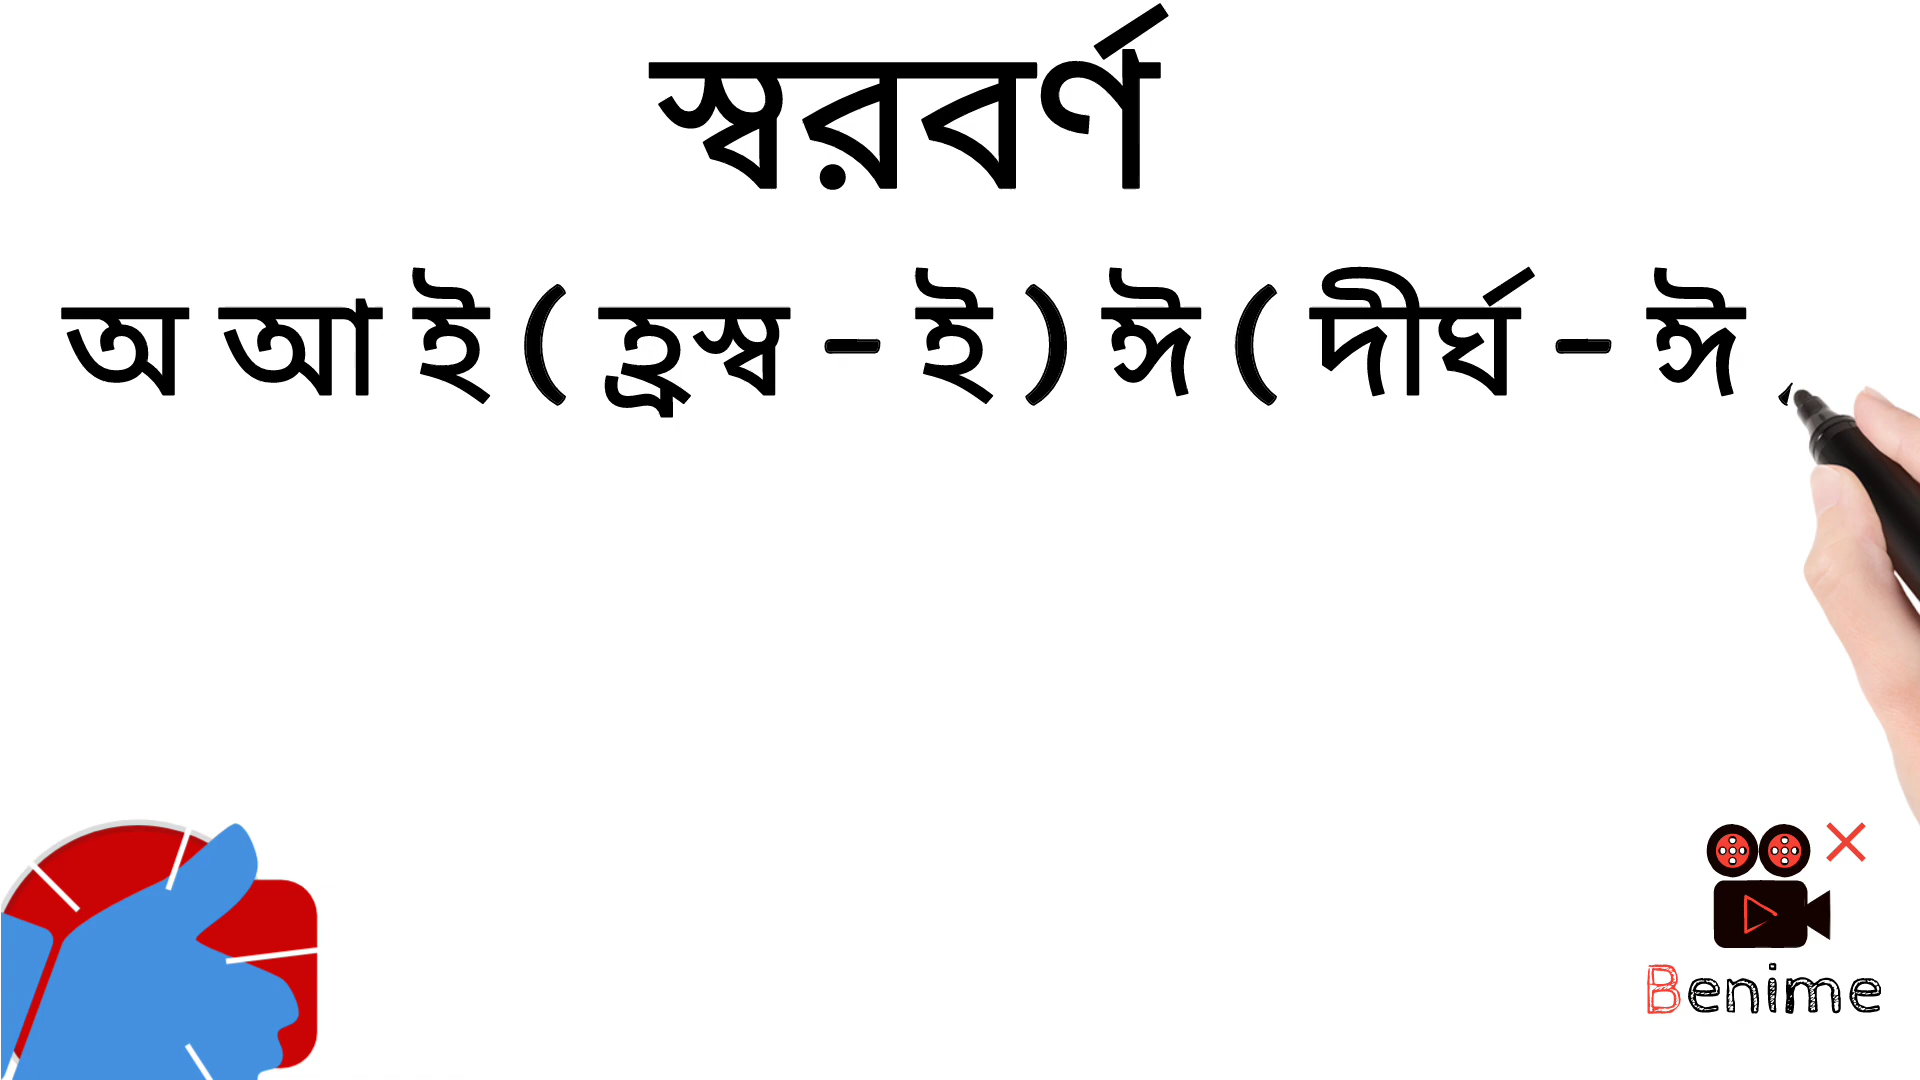 স্বরবর্ণ
অ আ ই ( হ্রস্ব - ই ) ঈ ( দীর্ঘ - ঈ
Benime